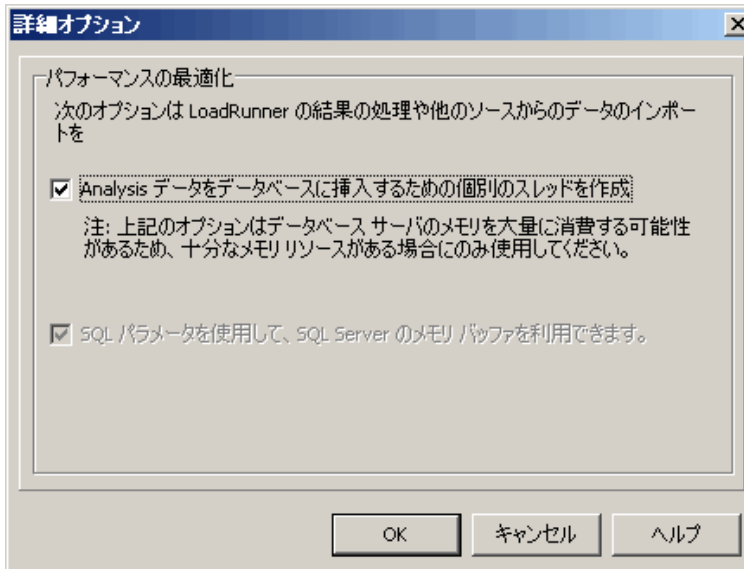 詳細オプション
パフォーマンスの最適化
次のオプションは LoadRunner の結果の処理や他のソースからのデータのインポー
トを
Analysis データをデータベースに挿入するための個別のスレッドを作成
注: 上記のオプションはデータベース サーバのメモリを大量に消費する可能性
があるため、十分なメモリ リソースがある場合にのみ使用してください。
SQL パラメータを使用して、SQL Server のメモリ バッファを利用できます。
OK
キャンセル
ヘルプ